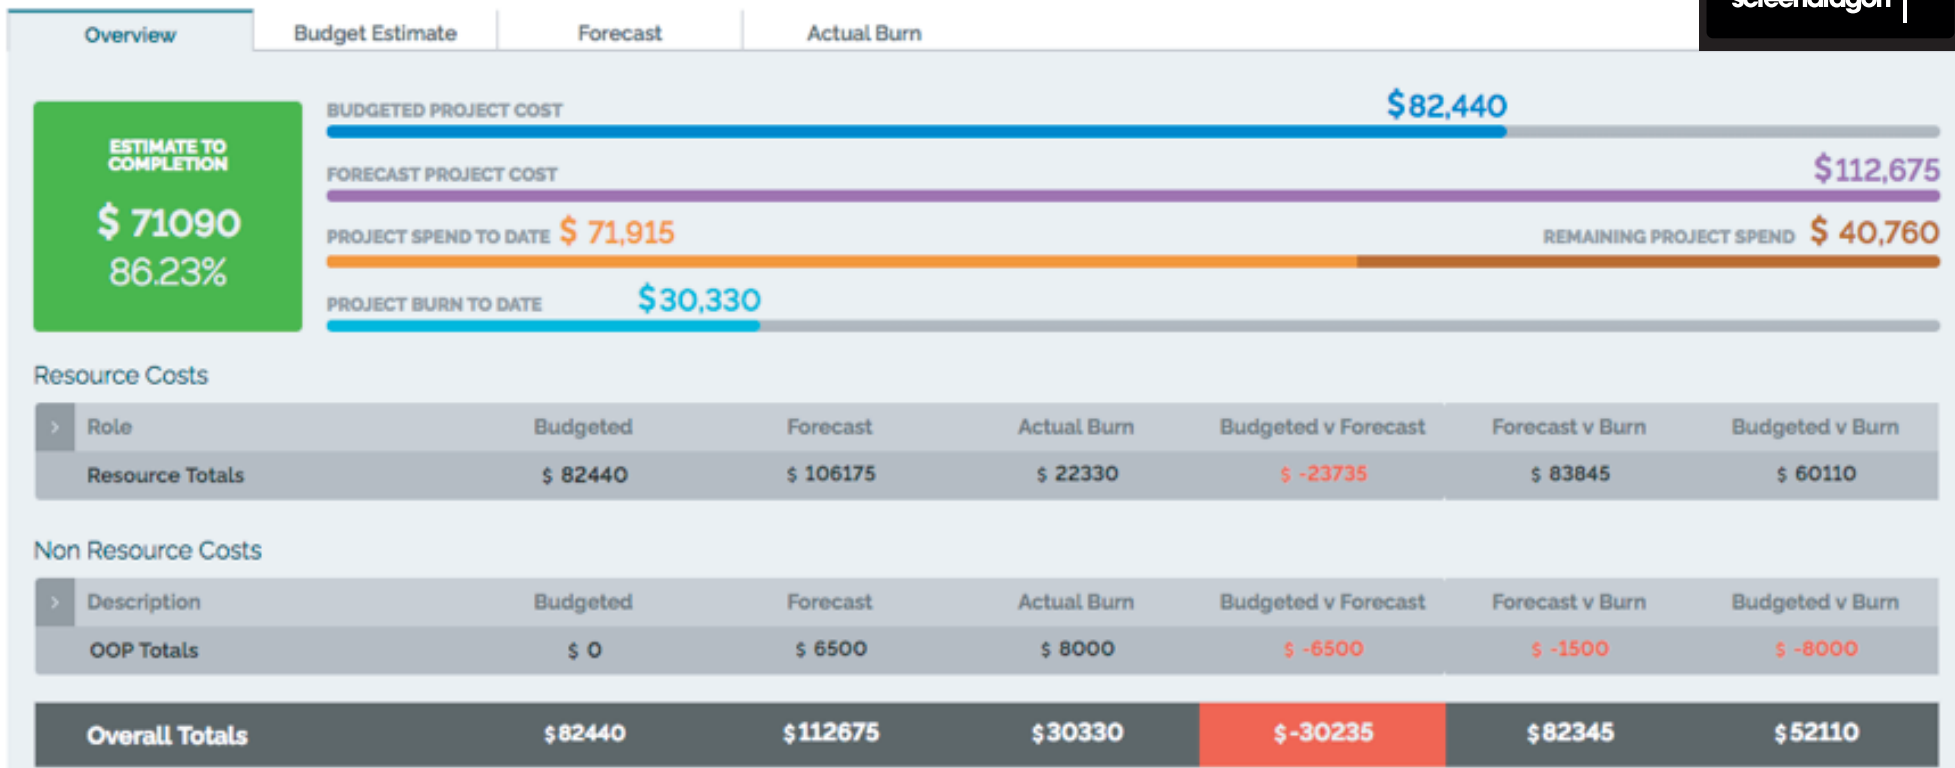 screendragon
Overview Budget Estimate Forecast Actual Burn
ESTIMATE TO
COMPLETION
$ 71090
86.23%
BUDGETED PROJECT COST $82,440
FORECAST PROJECT COST $112,675
PROJECT SPEND TO DATE $ 71,915 REMAINING PROJECT SPEND $ 40,760
PROJECT BURN TO DATE $30,330
Resource Costs
> Role Budgeted Forecast Actual Burn Budgeted v Forecast Forecast v Burn Budgeted v Burn
Resource Totals $ 82440 $ 106175 $ 22330 $ -23735 $ 83845 $ 60110
Non Resource Costs
> Description Budgeted Forecast Actual Burn Budgeted v Forecast Forecast v Burn Budgeted v Burn
OOP Totals $ 0 $ 6500 $ 8000 $ -6500 $ -1500 $ -8000
Overall Totals $82440 $112675 $30330 $-30235 $82345 $52110